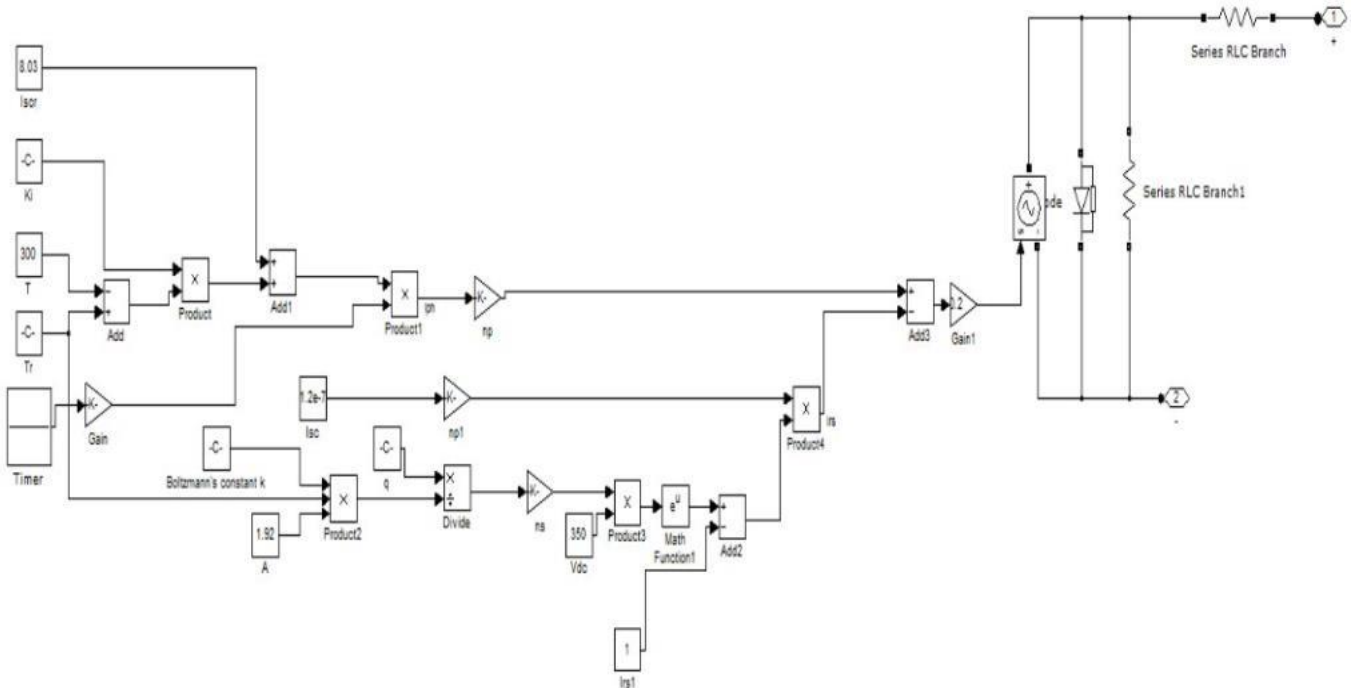 8.03
Iscr
-C-
Ki
300
T
-C-
Tr
Timer
K-
Gain
Add
Product
Add1
Product1
Iph
K-
np
1.2e-7
Isc
K-
np1
-C-
Boltzmann's constant k
1.92
A
Product2
-C-
q
Divide
K-
ns
350
Vdc
Product3
e^u
Math
Function1
Add2
1
Irs1
Product4
Irs
Add3
0.2
Gain1
ode
Series RLC Branch
Series RLC Branch1
1
+
2
-